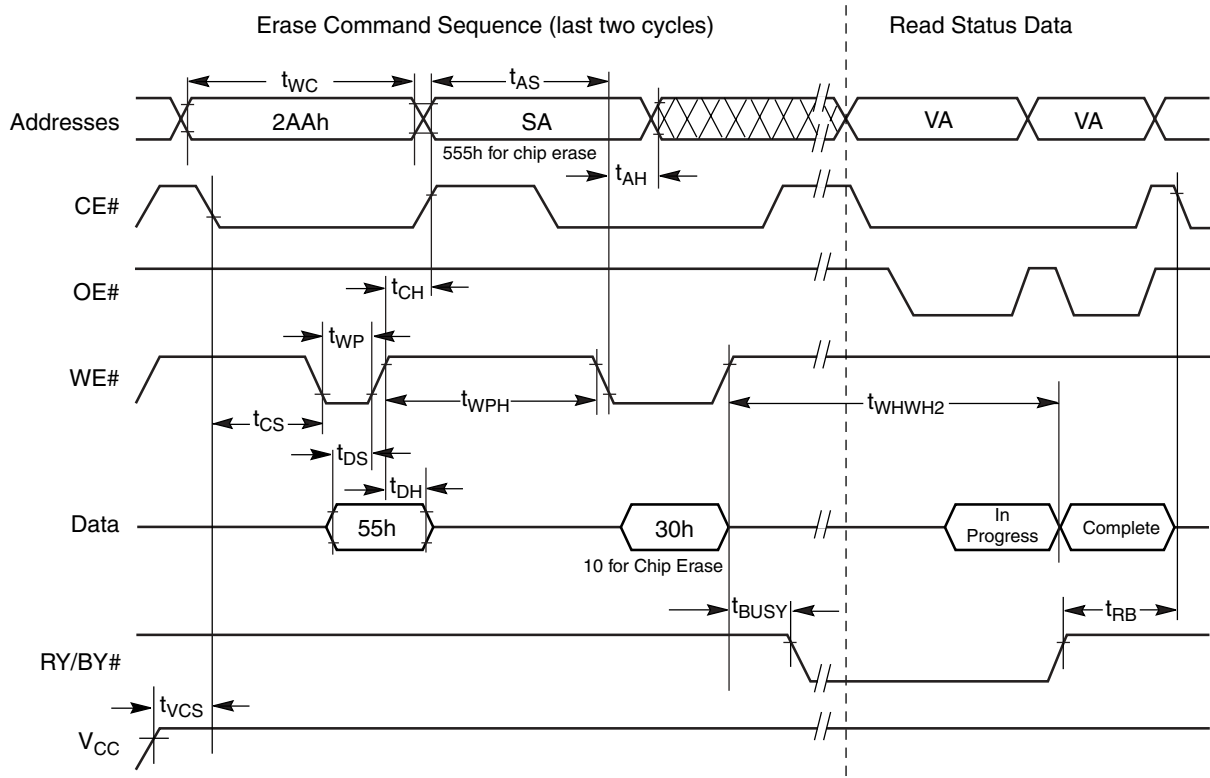 Erase Command Sequence (last two cycles)
Read Status Data
tWC
tAS
Addresses
2AAh
SA
VA
VA
555h for chip erase
tAH
CE#
OE#
tCH
tWP
WE#
tWPH
tWHWH2
tCS
tDS
tDH
Data
55h
30h
In
Progress
Complete
10 for Chip Erase
tBUSY
tRB
RY/BY#
tVCS
VCC